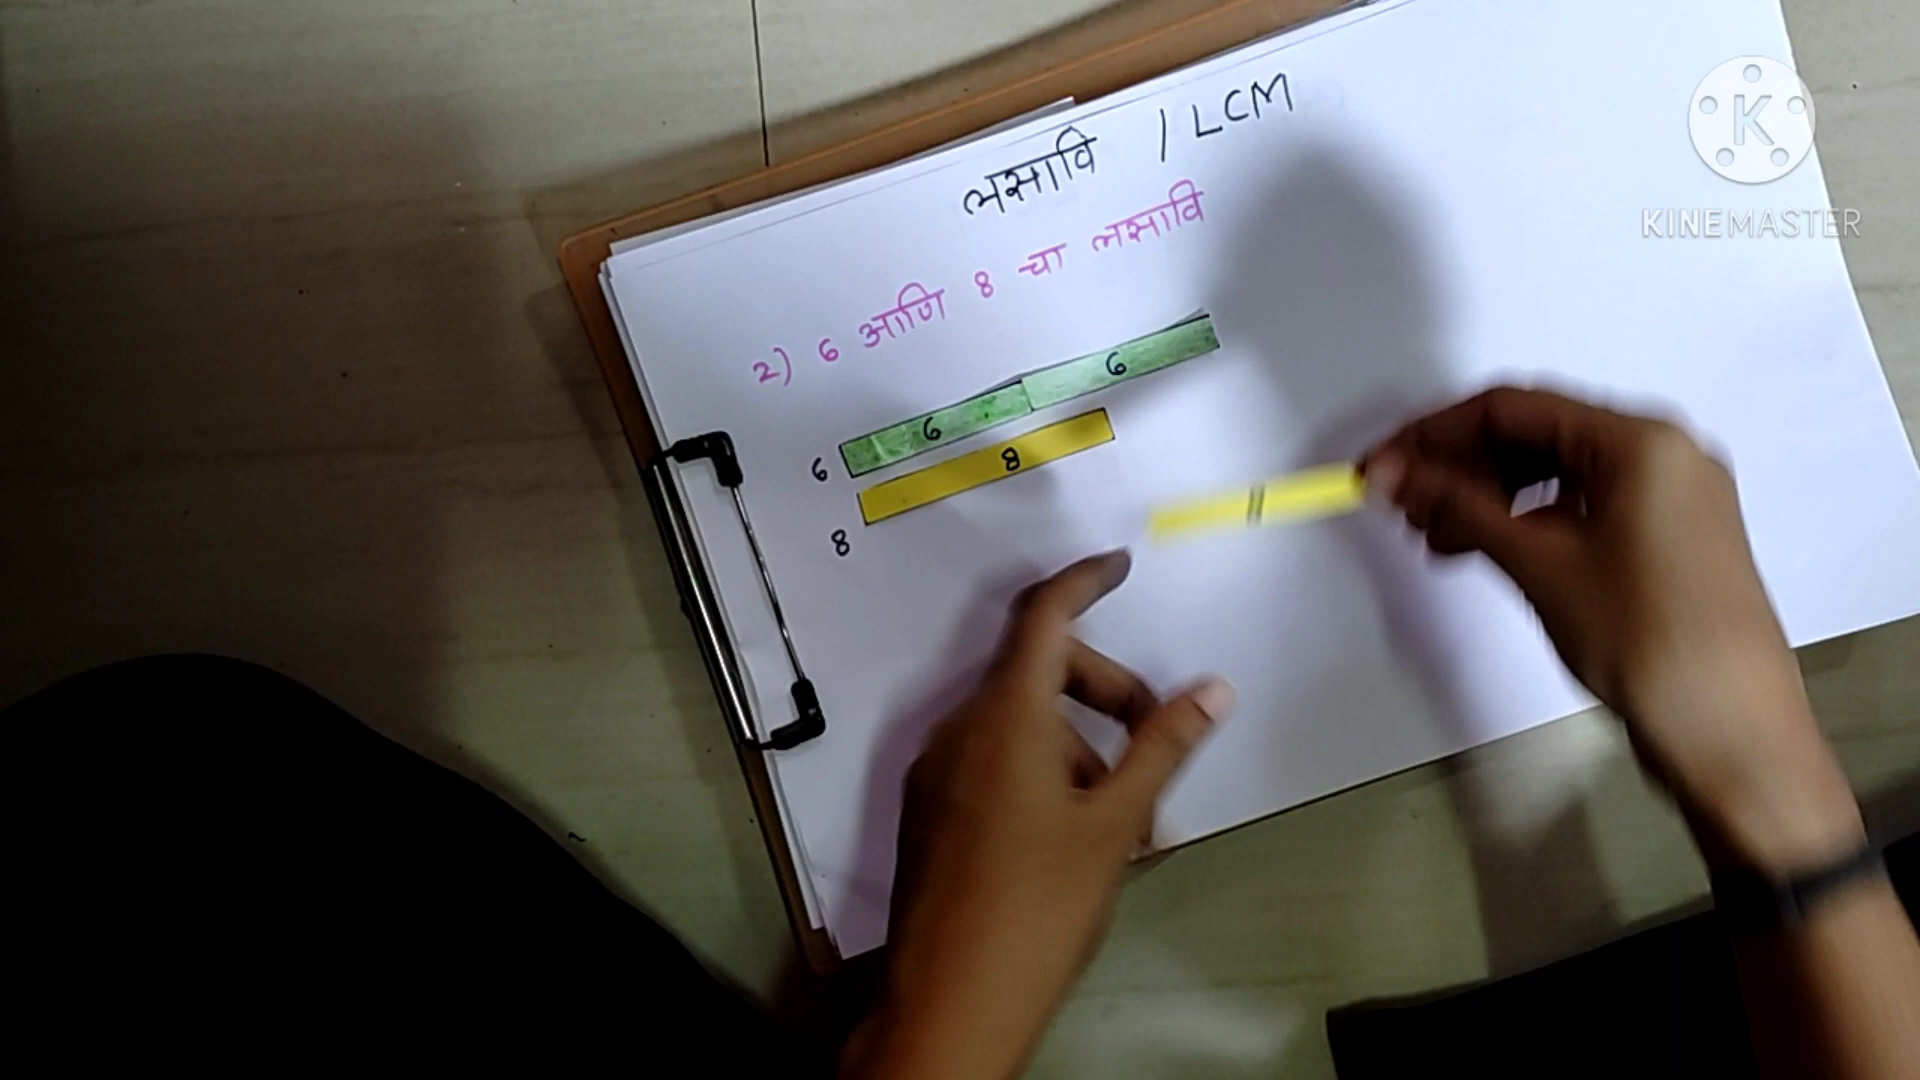 लसावि / LCM
2) 6 आणि 8 चा लसावि
6 6 6
8 8
K
KINEMASTER